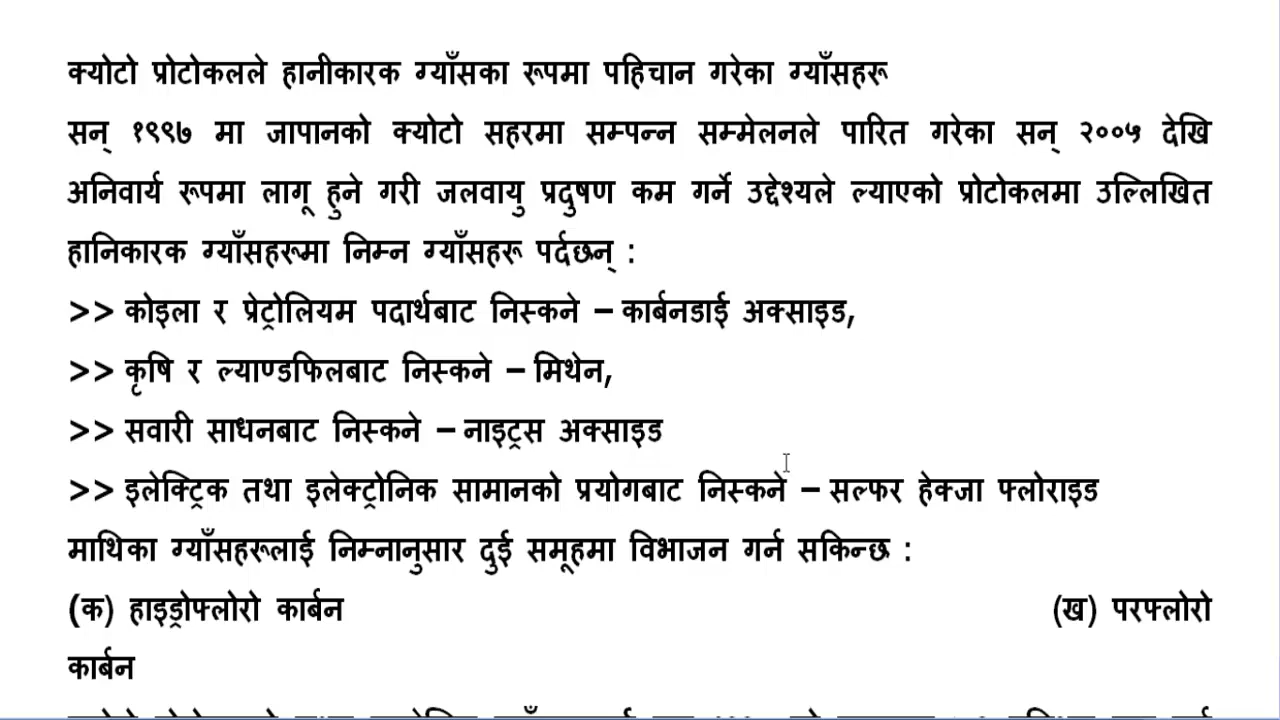 क्योटो प्रोटोकलले हानीकारक ग्याँसका रूपमा पहिचान गरेका ग्याँसहरू
सन् १९९७ मा जापानको क्योटो सहरमा सम्पन्न सम्मेलनले पारित गरेका सन् २००५ देखि
अनिवार्य रूपमा लागू हुने गरी जलवायु प्रदुषण कम गर्ने उद्देश्यले ल्याएको प्रोटोकलमा उल्लिखित
हानिकारक ग्याँसहरूमा निम्न ग्याँसहरू पर्दछन् :
>> कोइला र प्रेट्रोलियम पदार्थबाट निस्कने – कार्बनडाई अक्साइड,
>> कृषि र ल्याण्डफिलबाट निस्कने – मिथेन,
>> सवारी साधनबाट निस्कने – नाइट्रस अक्साइड
>> इलेक्ट्रिक तथा इलेक्ट्रोनिक सामानको प्रयोगबाट निस्कने – सल्फर हेक्जा फ्लोराइड
माथिका ग्याँसहरूलाई निम्नानुसार दुई समूहमा विभाजन गर्न सकिन्छ :
(क) हाइड्रोफ्लोरो कार्बन (ख) परफ्लोरो
कार्बन